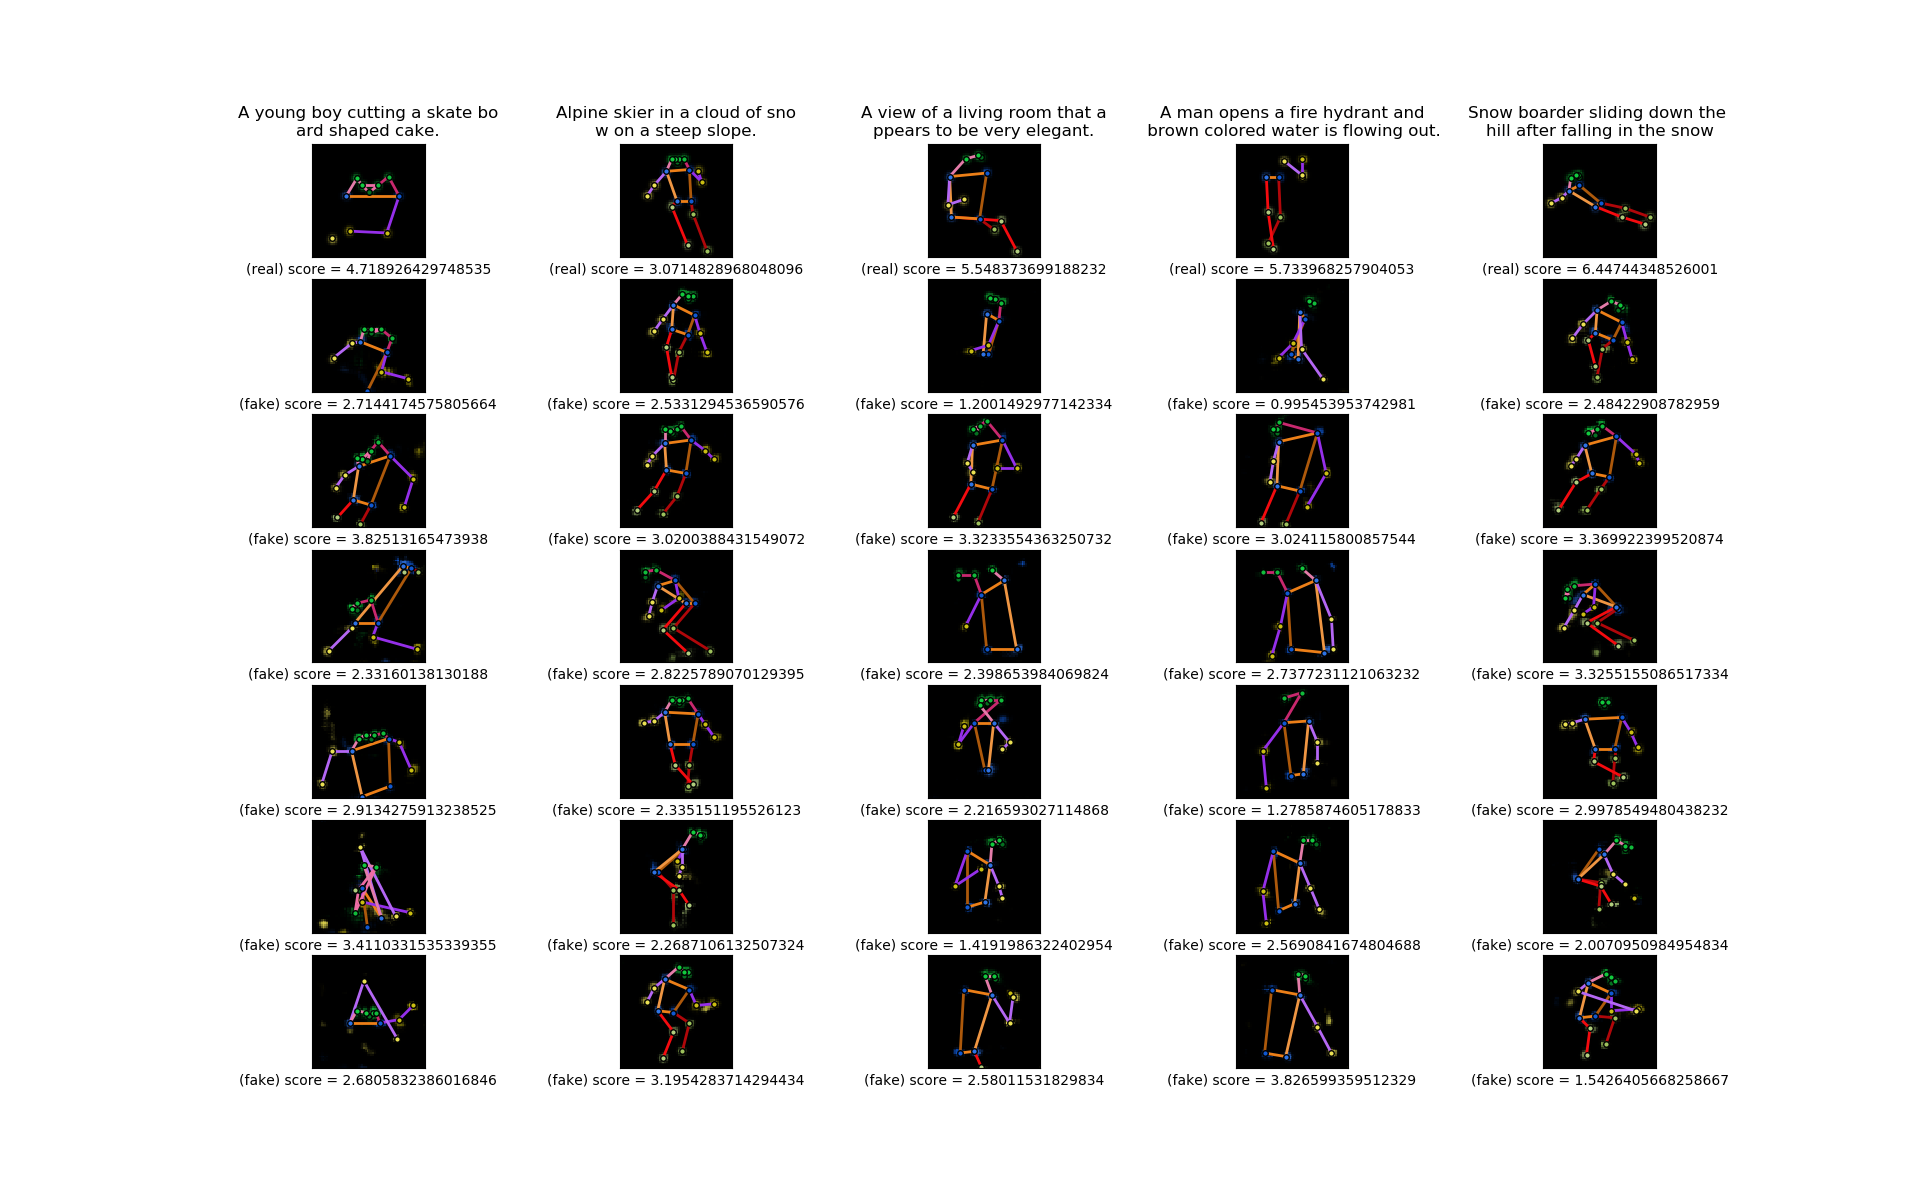 A young boy cutting a skate bo
ard shaped cake.
Alpine skier in a cloud of sno
w on a steep slope.
A view of a living room that a
ppears to be very elegant.
A man opens a fire hydrant and
brown colored water is flowing out.
Snow boarder sliding down the
hill after falling in the snow
(real) score = 4.718926429748535
(real) score = 3.0714828968048096
(real) score = 5.548373699188232
(real) score = 5.733968257904053
(real) score = 6.44744348526001
(fake) score = 2.7144174575805664
(fake) score = 2.5331294536590576
(fake) score = 1.2001492977142334
(fake) score = 0.995453953742981
(fake) score = 2.48422908782959
(fake) score = 3.82513165473938
(fake) score = 3.0200388431549072
(fake) score = 3.3233554363250732
(fake) score = 3.024115800857544
(fake) score = 3.369922399520874
(fake) score = 2.33160138130188
(fake) score = 2.8225789070129395
(fake) score = 2.398653984069824
(fake) score = 2.7377231121063232
(fake) score = 3.3255155086517334
(fake) score = 2.9134275913238525
(fake) score = 2.335151195526123
(fake) score = 2.216593027114868
(fake) score = 1.2785874605178833
(fake) score = 2.9978549480438232
(fake) score = 3.4110331535339355
(fake) score = 2.2687106132507324
(fake) score = 1.4191986322402954
(fake) score = 2.5690841674804688
(fake) score = 2.0070950984954834
(fake) score = 2.6805832386016846
(fake) score = 3.1954283714294434
(fake) score = 2.58011531829834
(fake) score = 3.826599359512329
(fake) score = 1.5426405668258667